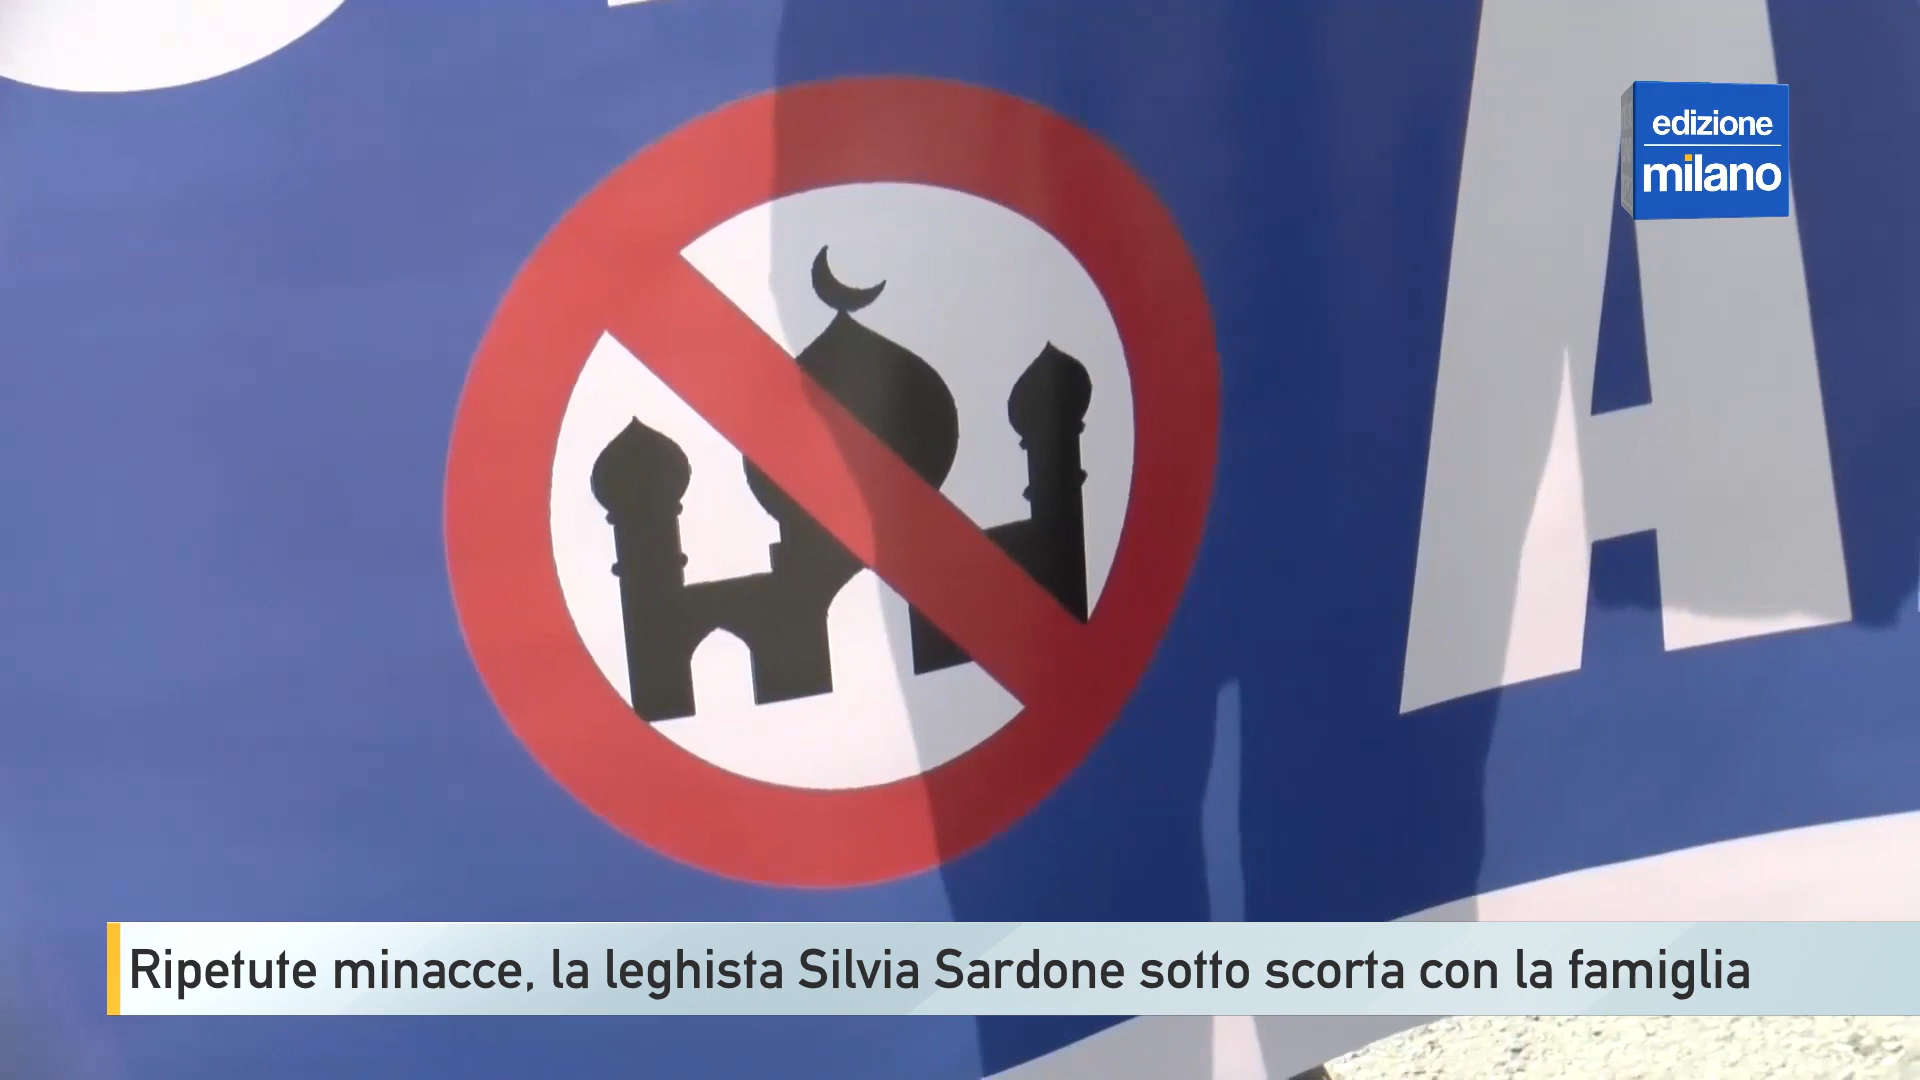 A
edizione
milano
Ripetute minacce, la leghista Silvia Sardone sotto scorta con la famiglia